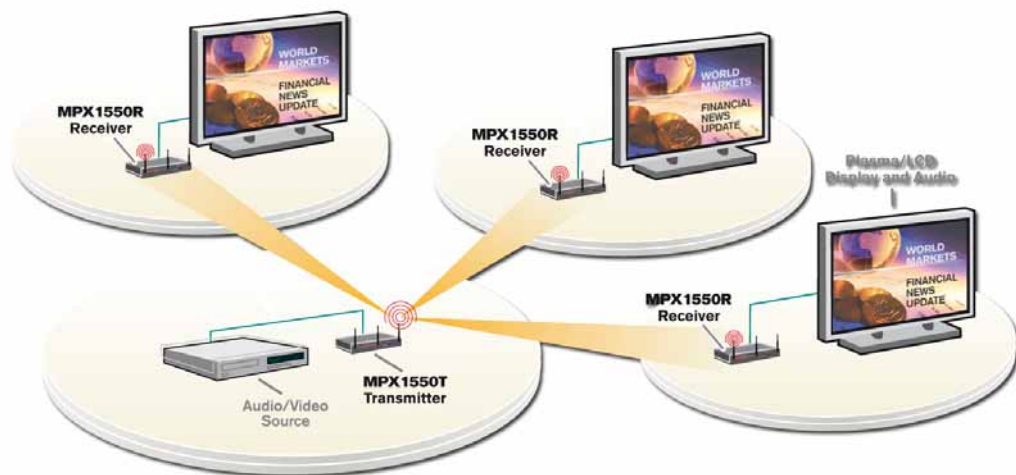 WORLD
MARKETS
FINANCIAL
NEWS
UPDATE
MPX1550R
Receiver
WORLD
MARKETS
FINANCIAL
NEWS
UPDATE
MPX1550R
Receiver
Plasma/LCD
Display and Audio
WORLD
MARKETS
FINANCIAL
NEWS
UPDATE
MPX1550R
Receiver
MPX1550T
Transmitter
Audio/Video
Source